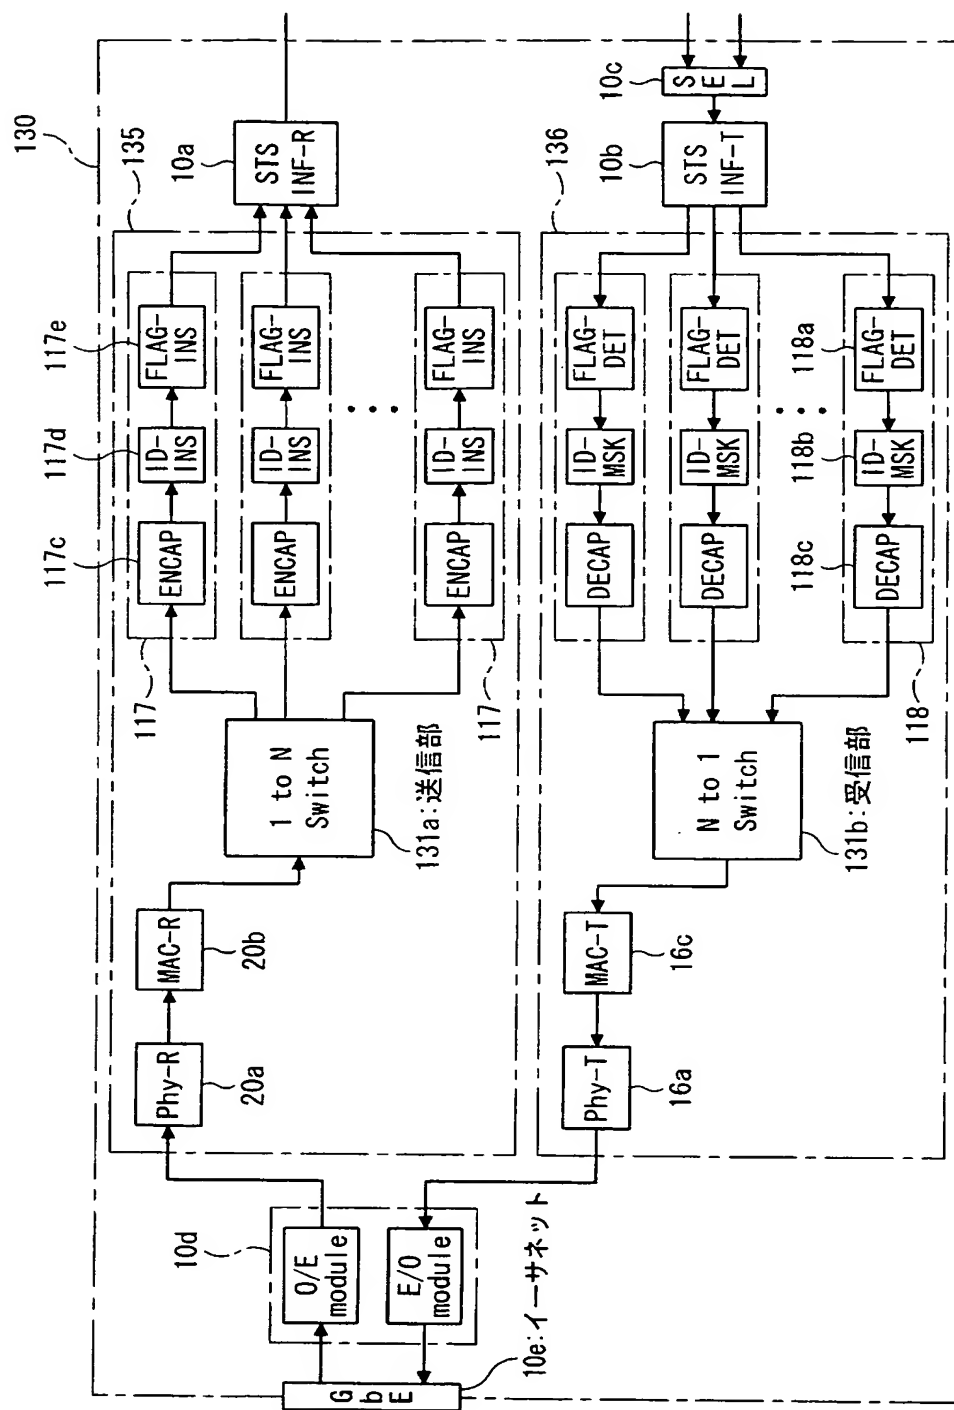 130
135
10a
STS
INF-R
117e
FLAG-
INS
117d
ID-
INS
117c
ENCAP
117
FLAG-
INS
ID-
INS
ENCAP
• • •
FLAG-
INS
ID-
INS
ENCAP
117
1 to N
Switch
131a:送信部
MAC-R
20b
Phy-R
20a
10d
O/E
module
E/O
module
GbE
10e:イーサネット
10c
SEL
136
10b
STS
INF-T
FLAG-
DET
ID-
MSK
DECAP
FLAG-
DET
ID-
MSK
DECAP
• • •
118a
FLAG-
DET
118b
ID-
MSK
118c
DECAP
118
N to 1
Switch
131b:受信部
MAC-T
16c
Phy-T
16a